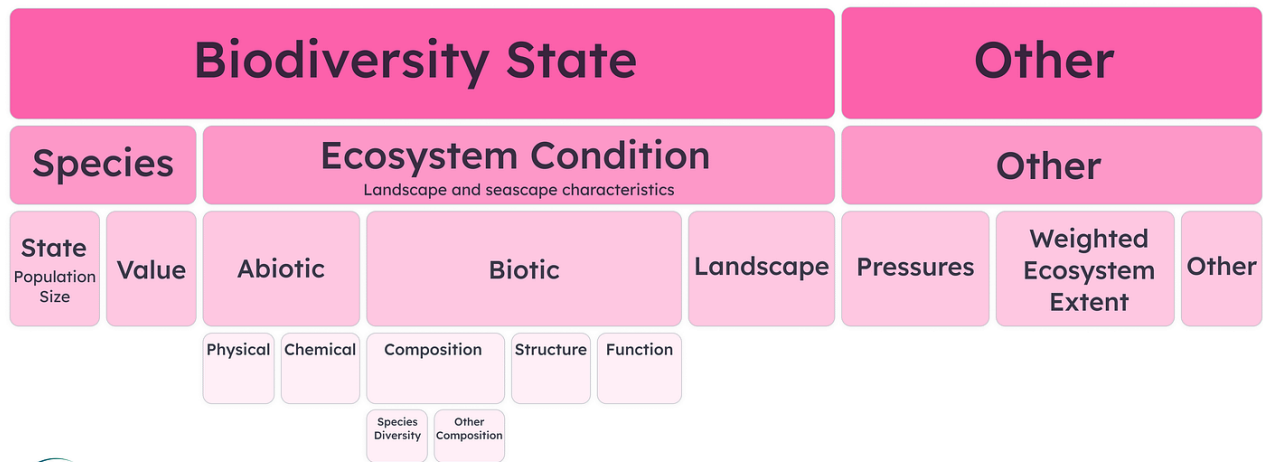 Biodiversity State
Other
Species
Ecosystem Condition
Landscape and seascape characteristics
Other
State
Population
Size
Value
Abiotic
Biotic
Landscape
Pressures
Weighted
Ecosystem
Extent
Other
Physical
Chemical
Composition
Structure
Function
Species
Diversity
Other
Composition